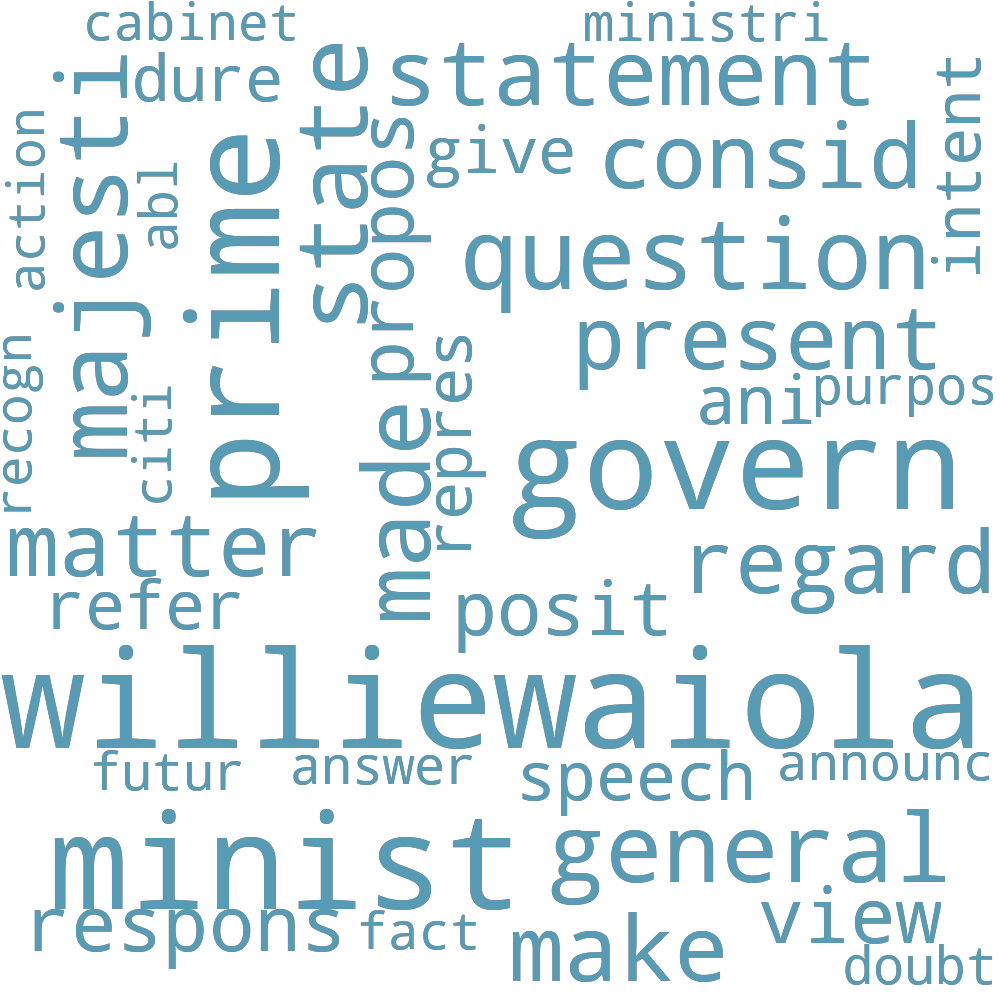 cabinet
ministri
dure
statement
state
majesti
intent
action
abl
prime
propos
give
consid
question
present
recogn
citi
made
repres
ani
purpos
govern
matter
regard
refer
posit
williewaiola
futur
answer
speech
announc
minist
general
respons
fact
make
view
doubt